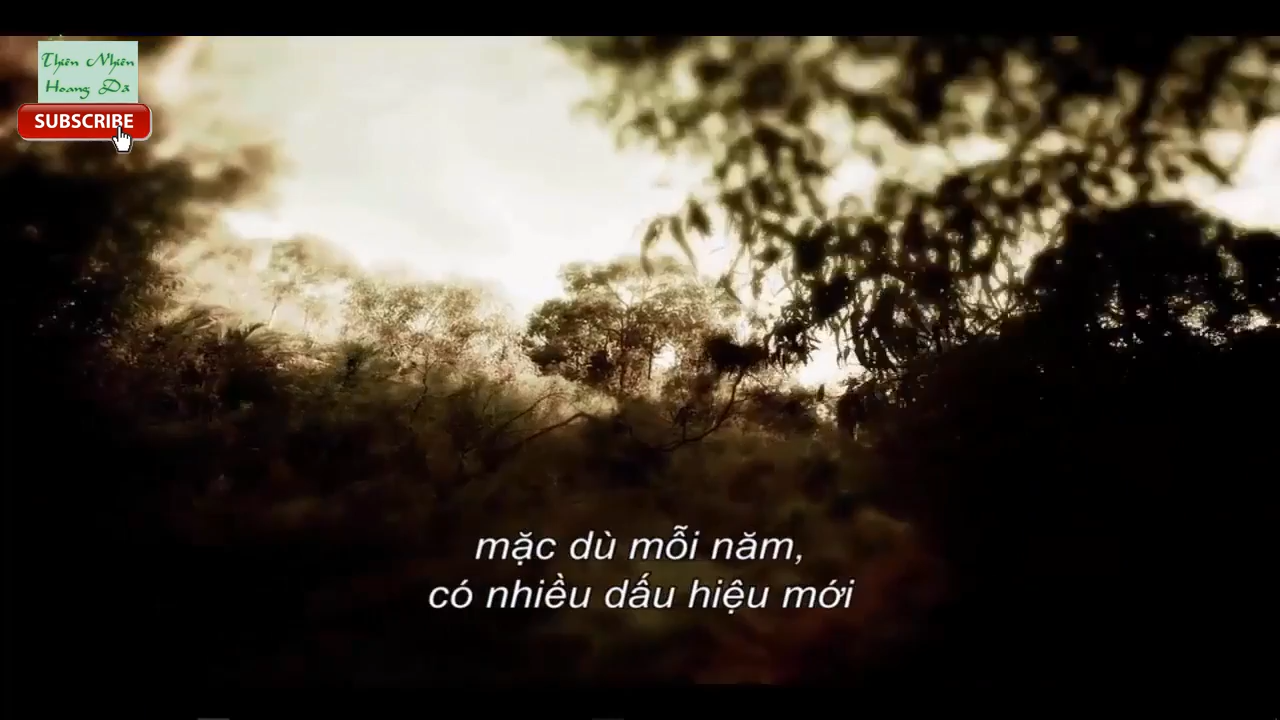 Thiên Nhiên
Hoang Dã
SUBSCRIBE
mặc dù mỗi năm,
có nhiều dấu hiệu mới